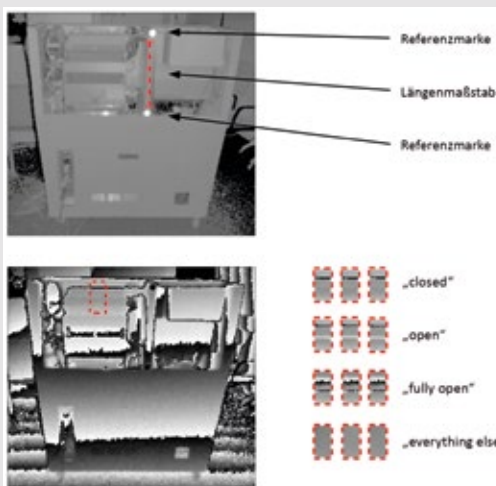 Referenzmarke
Längenmaßstab
Referenzmarke
„closed“
„open“
„fully open“
„everything else